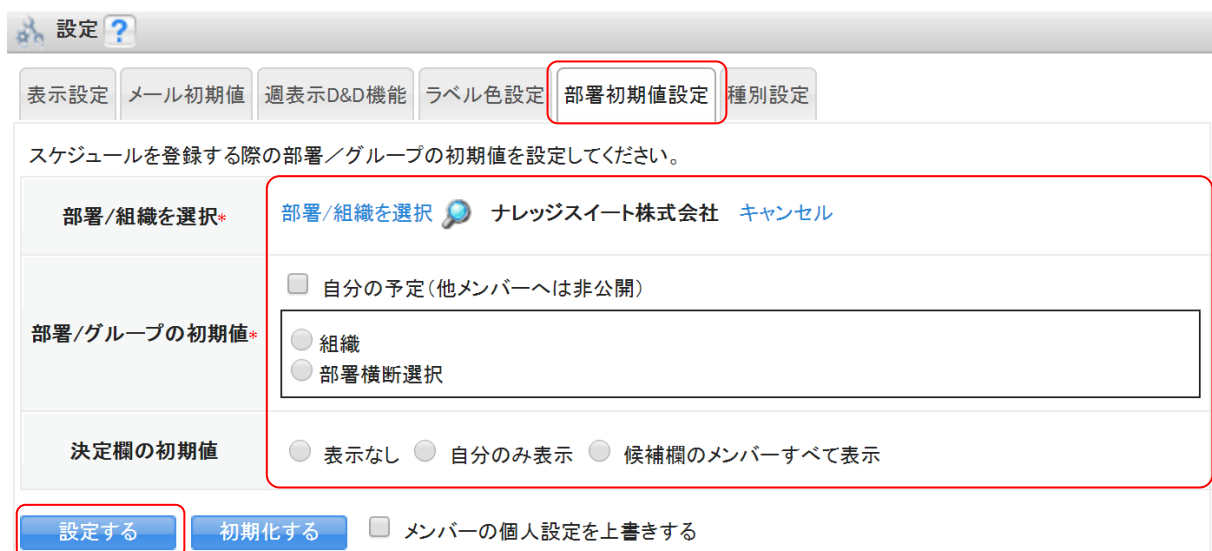 設定 ?
表示設定 メール初期値 週表示D&D機能 ラベル色設定 部署初期値設定 種別設定
スケジュールを登録する際の部署／グループの初期値を設定してください。
部署/組織を選択* 部署/組織を選択 ナレッジスイート株式会社 キャンセル
自分の予定(他メンバーへは非公開)
部署/グループの初期値*
組織
部署横断選択
決定欄の初期値 表示なし 自分のみ表示 候補欄のメンバーすべて表示
設定する 初期化する メンバーの個人設定を上書きする